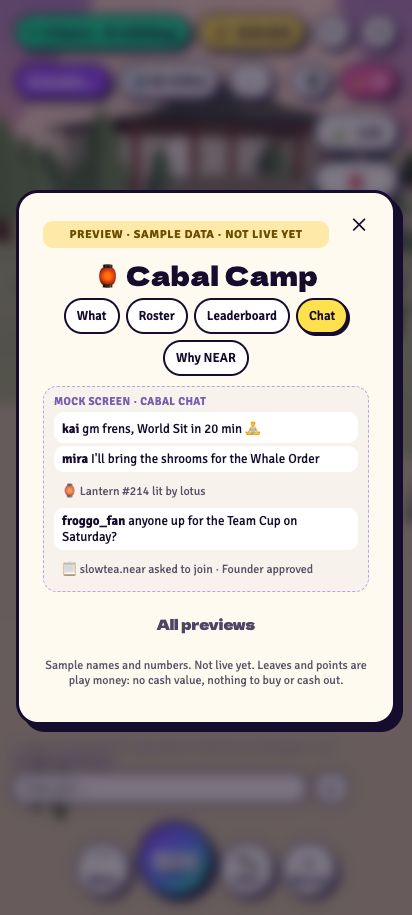 PREVIEW · SAMPLE DATA · NOT LIVE YET
Cabal Camp
What
Roster
Leaderboard
Chat
Why NEAR
MOCK SCREEN · CABAL CHAT
kai gm frens, World Sit in 20 min
mira I'll bring the shrooms for the Whale Order
Lantern #214 lit by lotus
froggo_fan anyone up for the Team Cup on
Saturday?
slowtea.near asked to join · Founder approved
All previews
Sample names and numbers. Not live yet. Leaves and points are
play money: no cash value, nothing to buy or cash out.